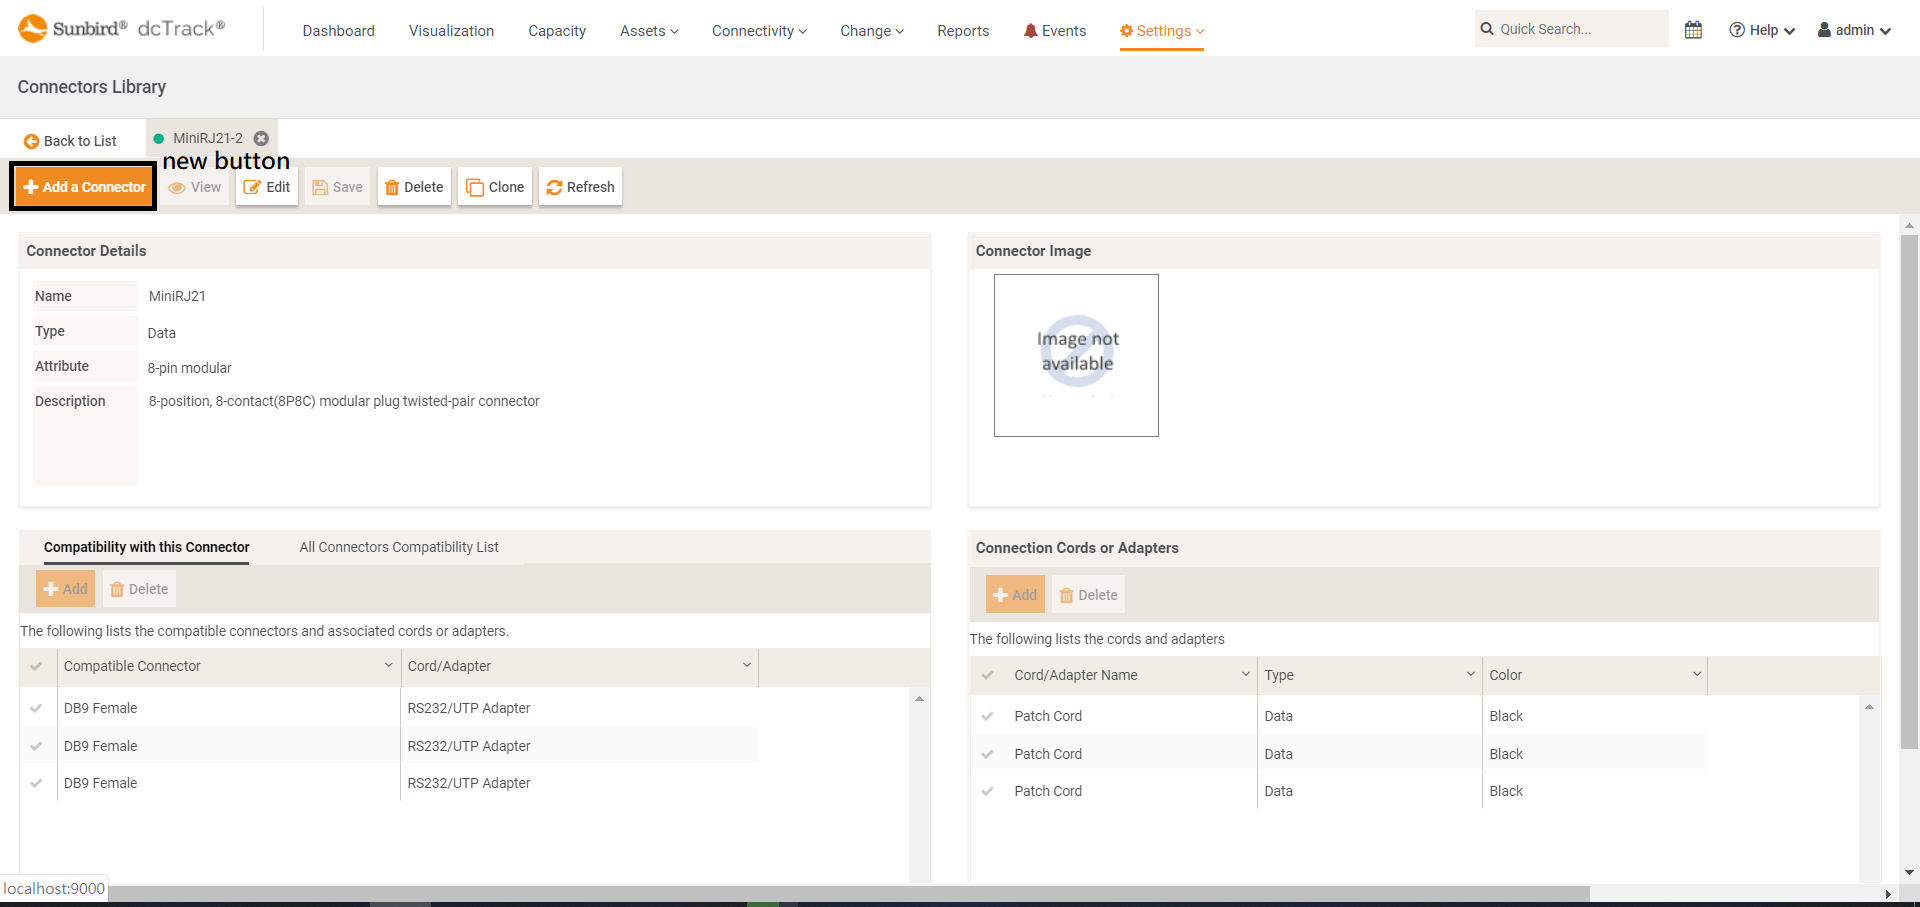 Sunbird® dcTrack®
Dashboard
Visualization
Capacity
Assets
Connectivity
Change
Reports
Events
Settings
Quick Search...
Help
admin
Connectors Library
Back to List
MiniRJ21-2
new button
Add a Connector
View
Edit
Save
Delete
Clone
Refresh
Connector Details
Name MiniRJ21
Type Data
Attribute 8-pin modular
Description 8-position, 8-contact(8P8C) modular plug twisted-pair connector
Connector Image
Image not
available
Compatibility with this Connector
All Connectors Compatibility List
Add
Delete
The following lists the compatible connectors and associated cords or adapters.
Compatible Connector Cord/Adapter
DB9 Female RS232/UTP Adapter
DB9 Female RS232/UTP Adapter
DB9 Female RS232/UTP Adapter
Connection Cords or Adapters
Add
Delete
The following lists the cords and adapters
Cord/Adapter Name Type Color
Patch Cord Data Black
Patch Cord Data Black
Patch Cord Data Black
localhost:9000